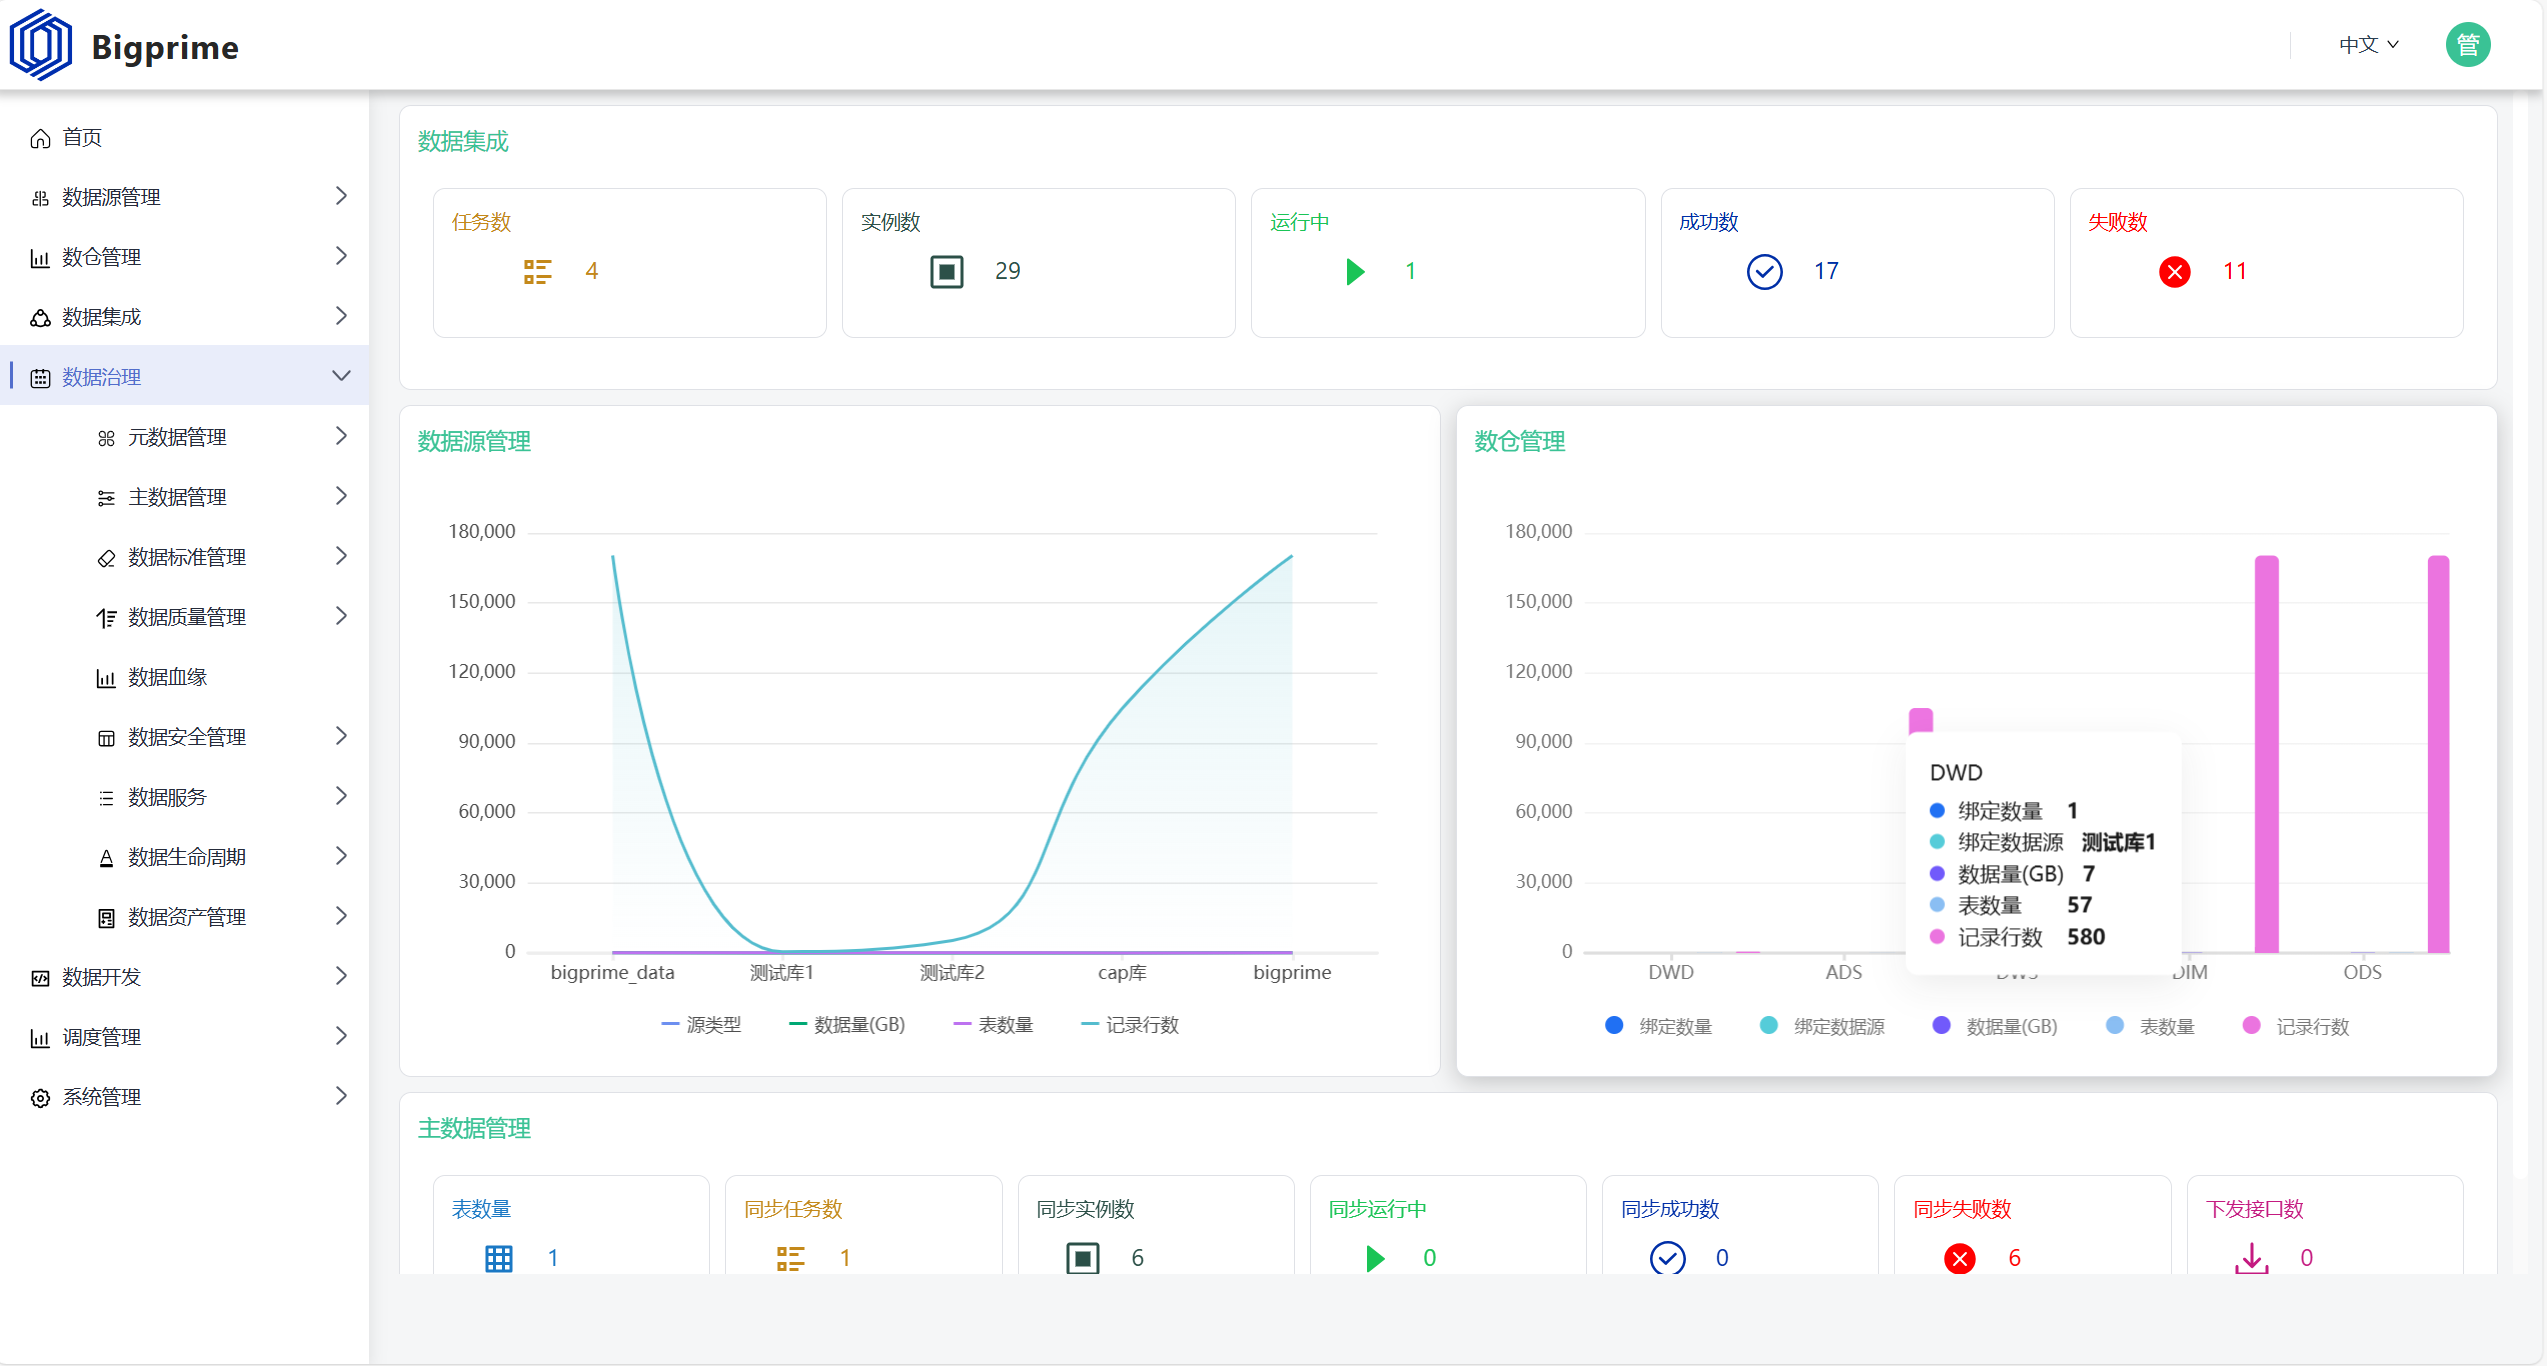 Bigprime
中文
管
首页
数据源管理
数仓管理
数据集成
数据治理
元数据管理
主数据管理
数据标准管理
数据质量管理
数据血缘
数据安全管理
数据服务
数据生命周期
数据资产管理
数据开发
调度管理
系统管理
数据集成
任务数
4
实例数
29
运行中
1
成功数
17
失败数
11
数据源管理
180,000
150,000
120,000
90,000
60,000
30,000
0
bigprime_data 测试库1 测试库2 cap库 bigprime
源类型 数据量(GB) 表数量 记录行数
数仓管理
180,000
150,000
120,000
90,000
60,000
30,000
0
DWD ADS DWS DIM ODS
DWD
绑定数量 1
绑定数据源 测试库1
数据量(GB) 7
表数量 57
记录行数 580
绑定数量 绑定数据源 数据量(GB) 表数量 记录行数
主数据管理
表数量
1
同步任务数
1
同步实例数
6
同步运行中
0
同步成功数
0
同步失败数
6
下发接口数
0